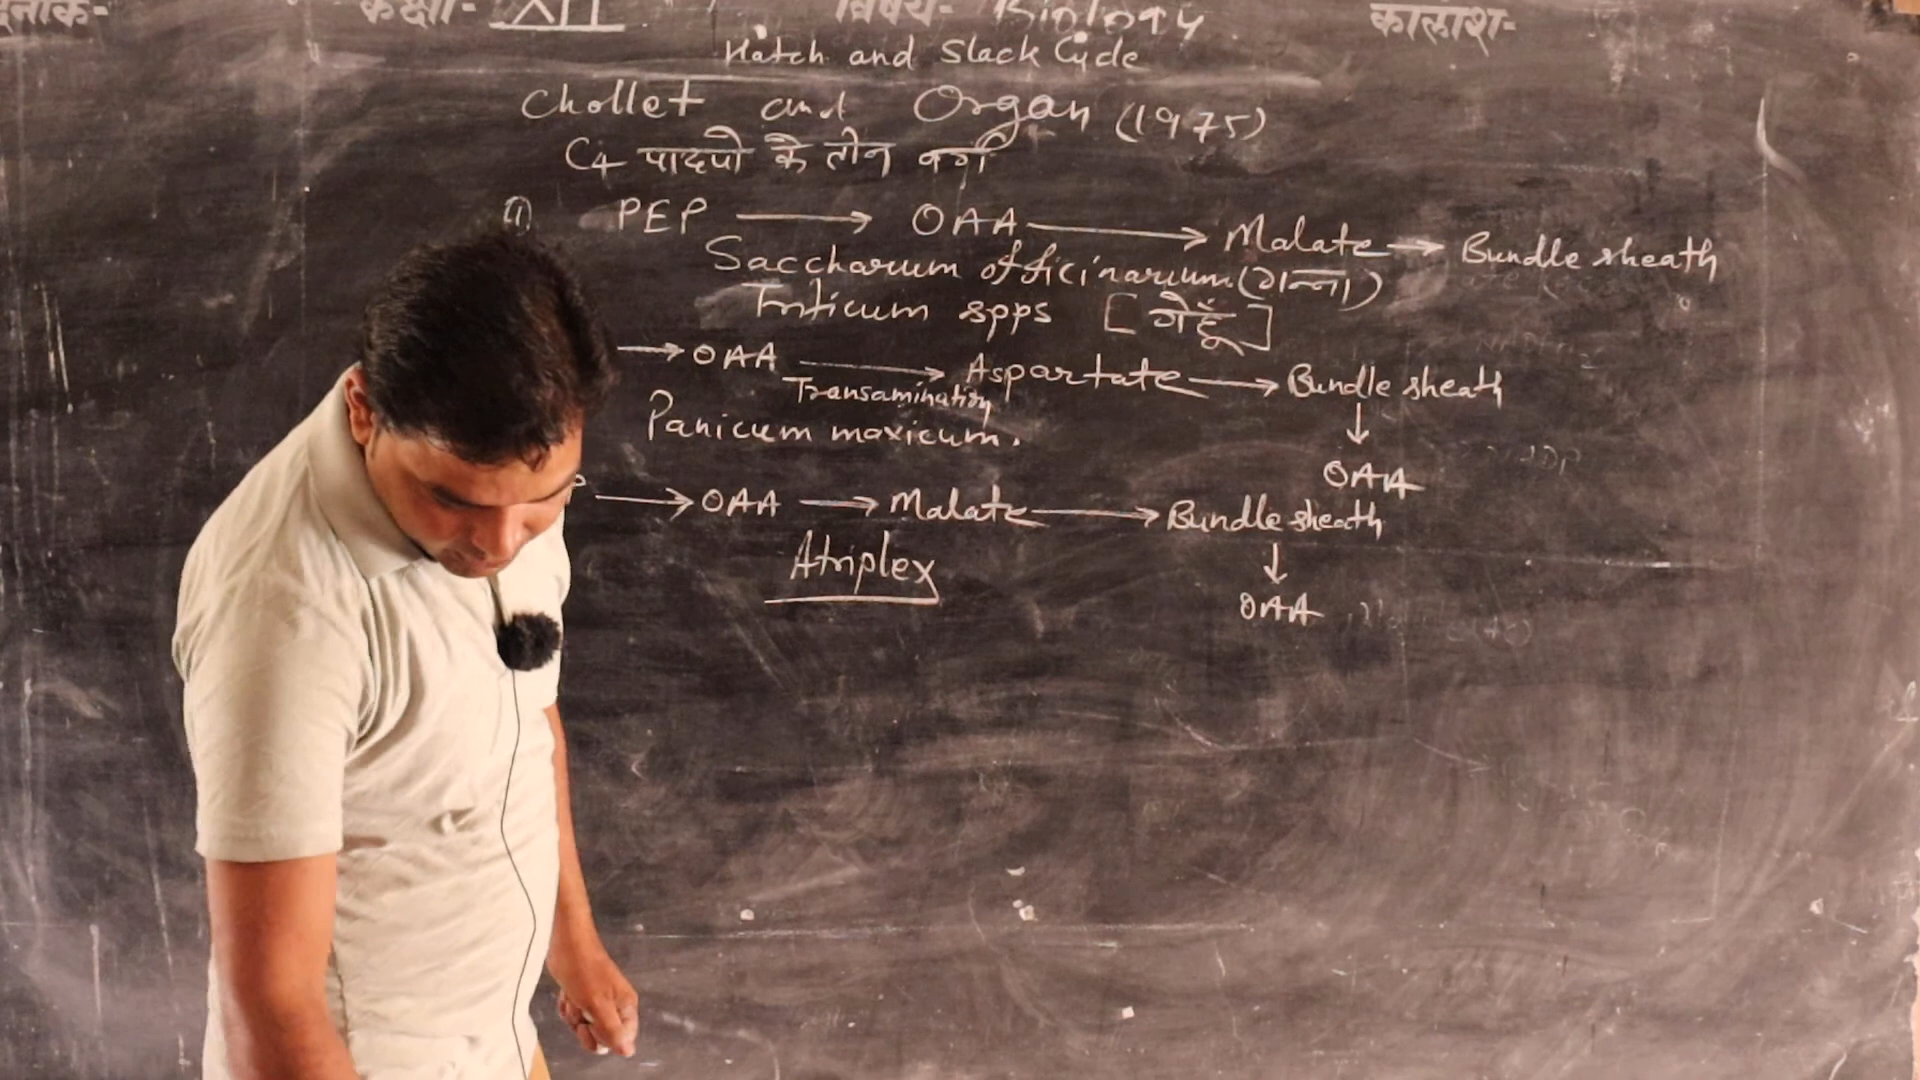 दिनांक- कक्षा- XII विषय- Biology कालांश-
Hatch and Slack Cycle
Chollet and Organ (1975)
C4 पादपो के तीन वर्ग
(1) PEP → OAA → Malate → Bundle sheath
Saccharum officinarum (गन्ना)
Triticum spps [गेहूँ]
→ OAA → Aspartate → Bundle sheath
Transamination
↓
Panicum maxicum.
OAA
P → OAA → Malate → Bundle sheath
↓
Atriplex
OAA